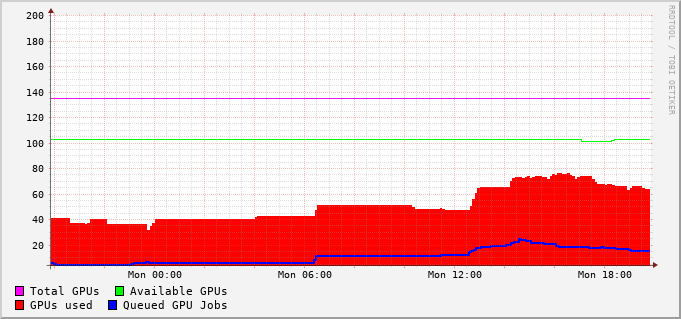 200
180
160
140
120
100
80
60
40
20
Mon 00:00 Mon 06:00 Mon 12:00 Mon 18:00
Total GPUs Available GPUs
GPUs used Queued GPU Jobs
RRDTOOL / TOBI OETIKER